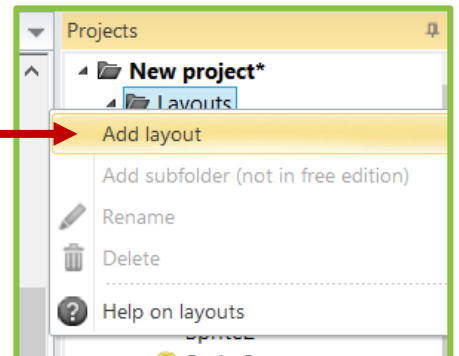 Projects
New project*
Layouts
Add layout
Add subfolder (not in free edition)
Rename
Delete
Help on layouts